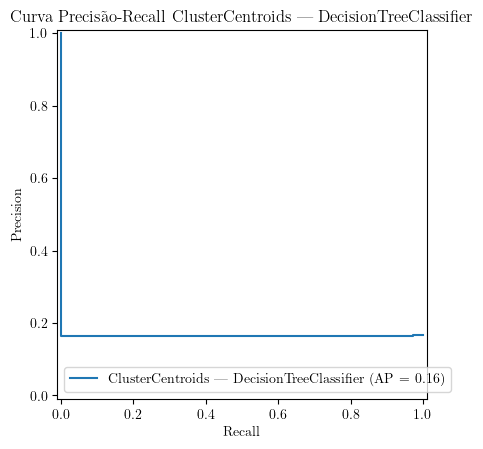 Curva Precisão-Recall ClusterCentroids — DecisionTreeClassifier
1.0
0.8
0.6
0.4
0.2
0.0
Precision
ClusterCentroids — DecisionTreeClassifier (AP = 0.16)
0.0 0.2 0.4 0.6 0.8 1.0
Recall